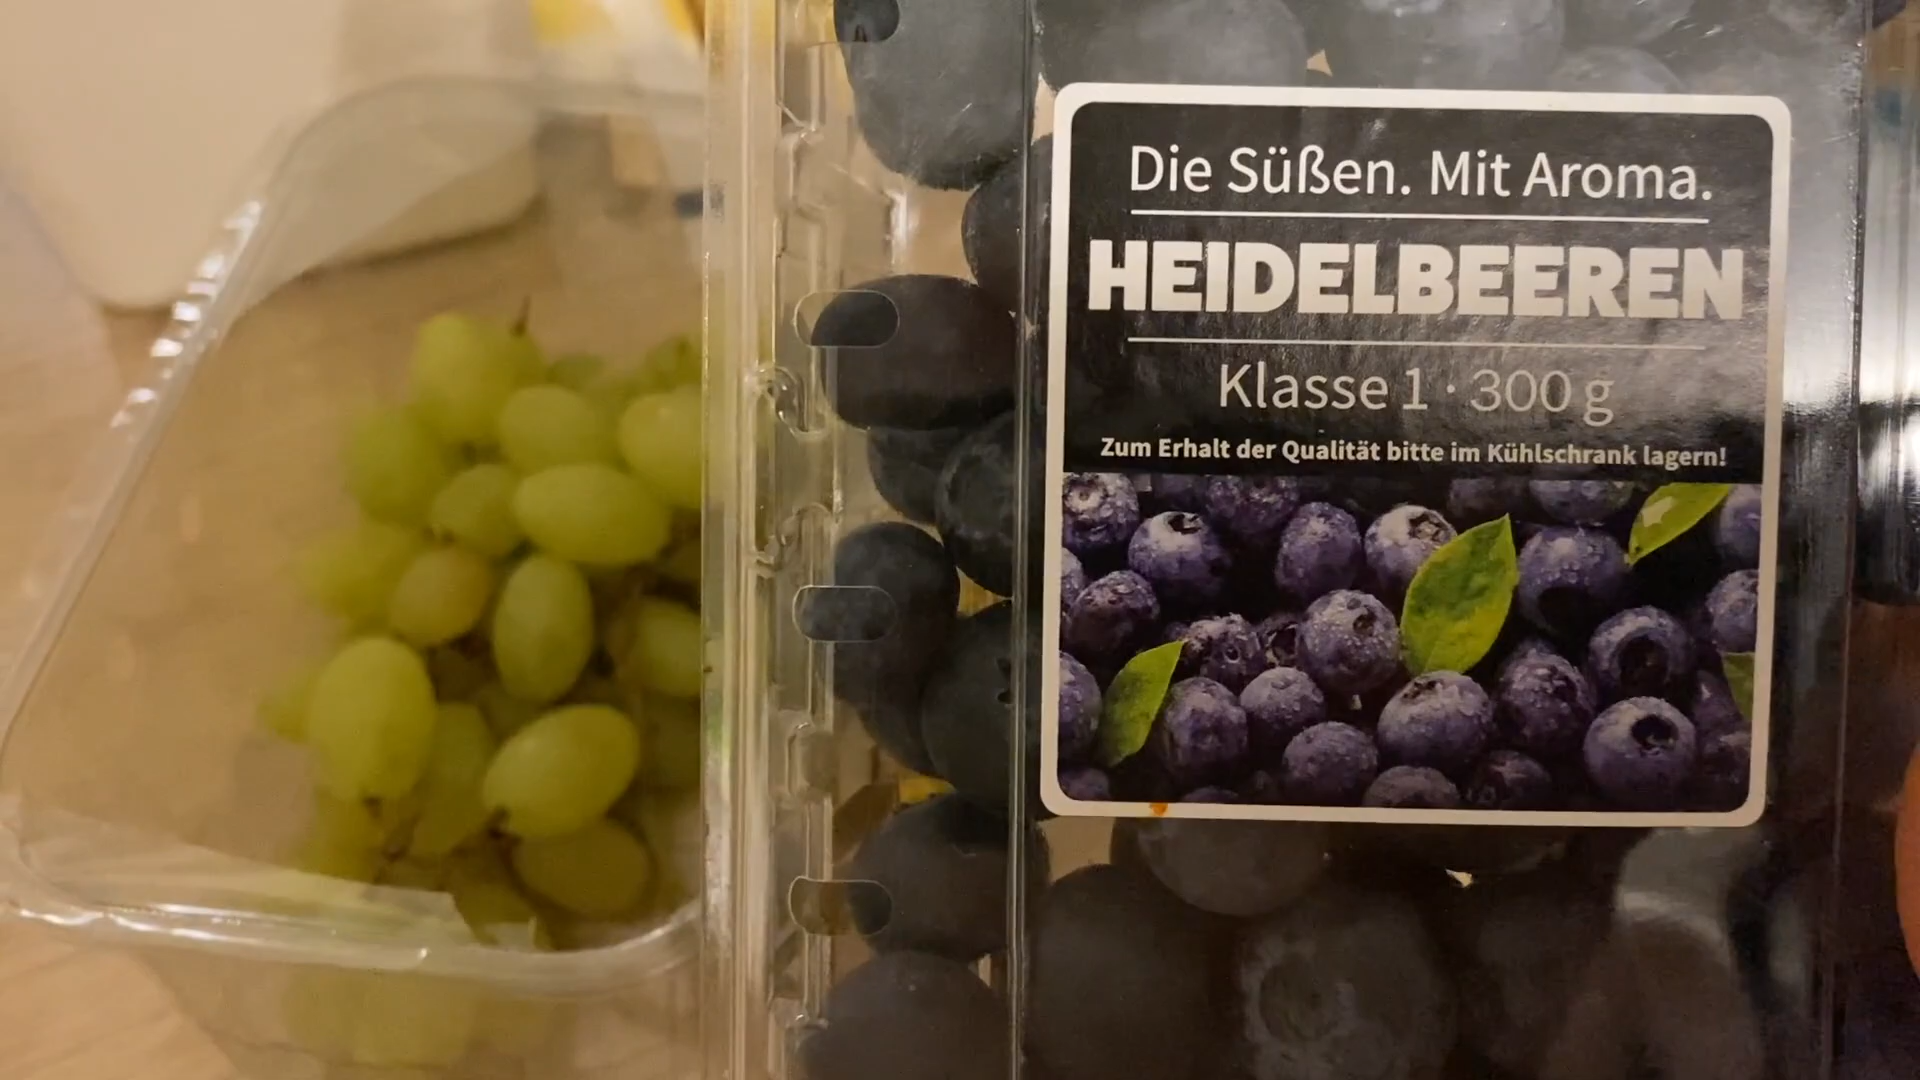 Die Süßen. Mit Aroma.
HEIDELBEEREN
Klasse 1 · 300 g
Zum Erhalt der Qualität bitte im Kühlschrank lagern!